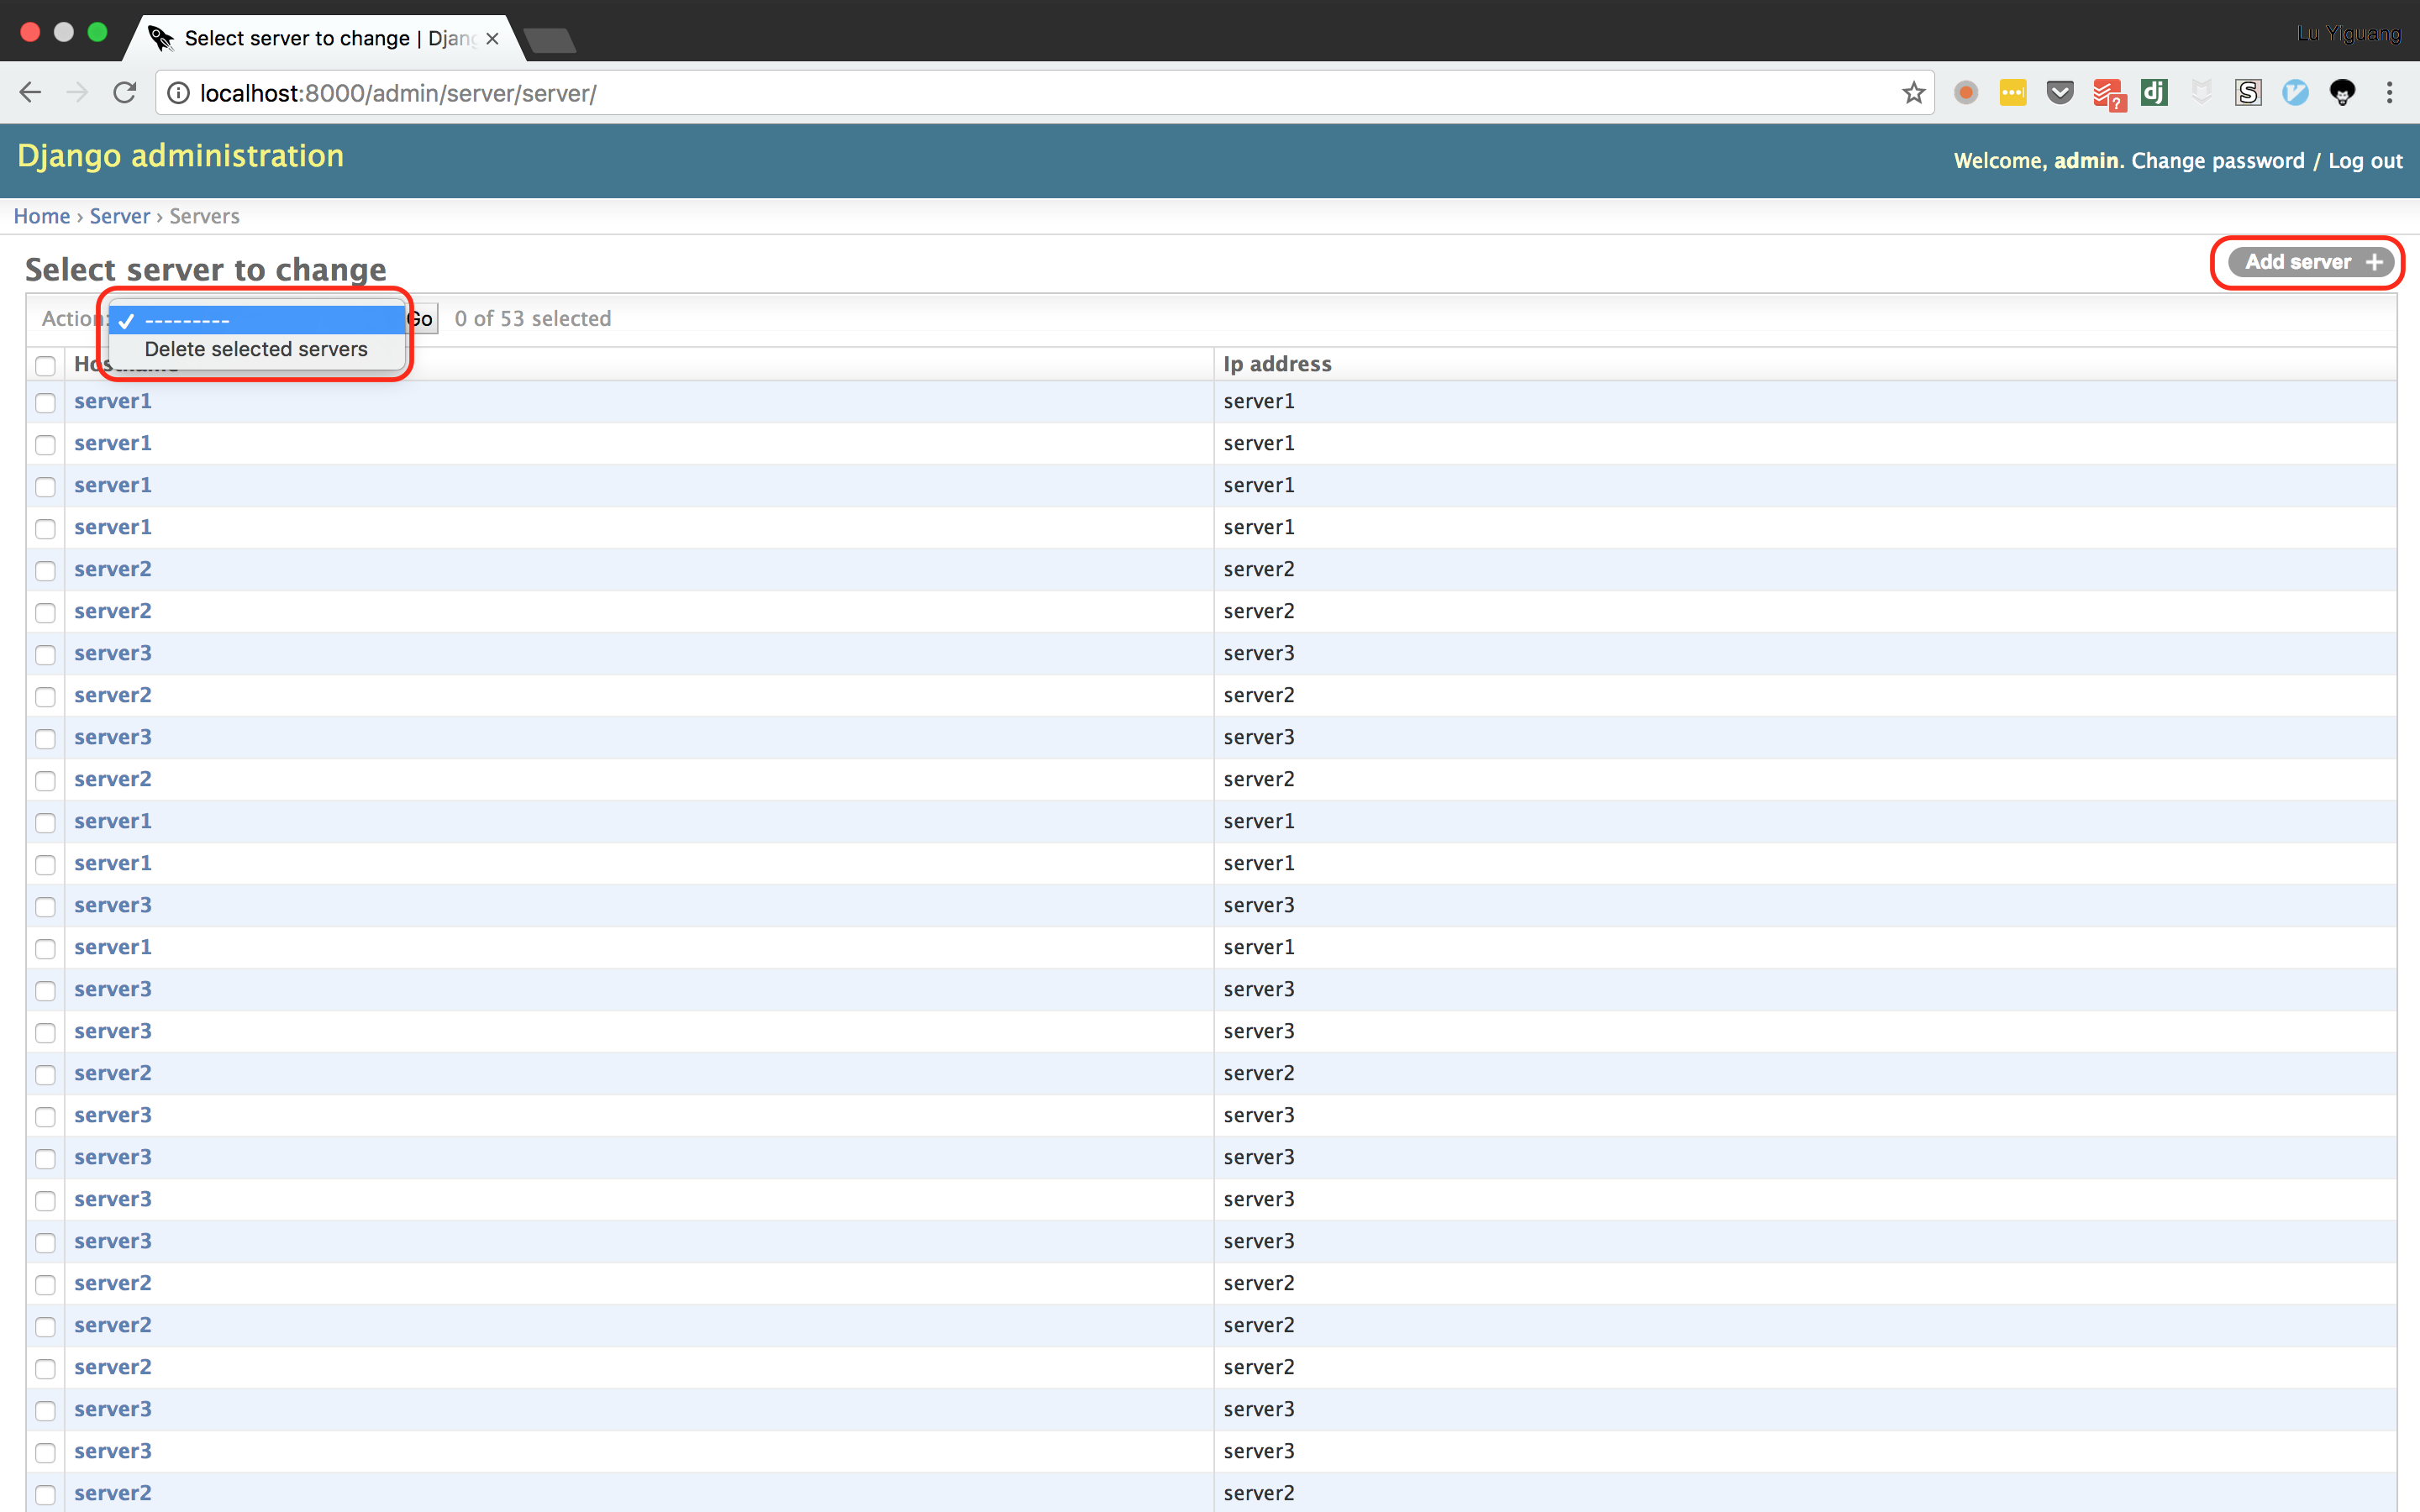 Select server to change | Djang
Lu Yiguang
localhost:8000/admin/server/server/
Django administration
Welcome, admin. Change password / Log out
Home › Server › Servers
Select server to change
Add server +
Action: ✓ --------- Go 0 of 53 selected
Delete selected servers
Hostname Ip address
server1 server1
server1 server1
server1 server1
server1 server1
server2 server2
server2 server2
server3 server3
server2 server2
server3 server3
server2 server2
server1 server1
server1 server1
server3 server3
server1 server1
server3 server3
server3 server3
server2 server2
server3 server3
server3 server3
server3 server3
server3 server3
server2 server2
server2 server2
server2 server2
server3 server3
server3 server3
server2 server2